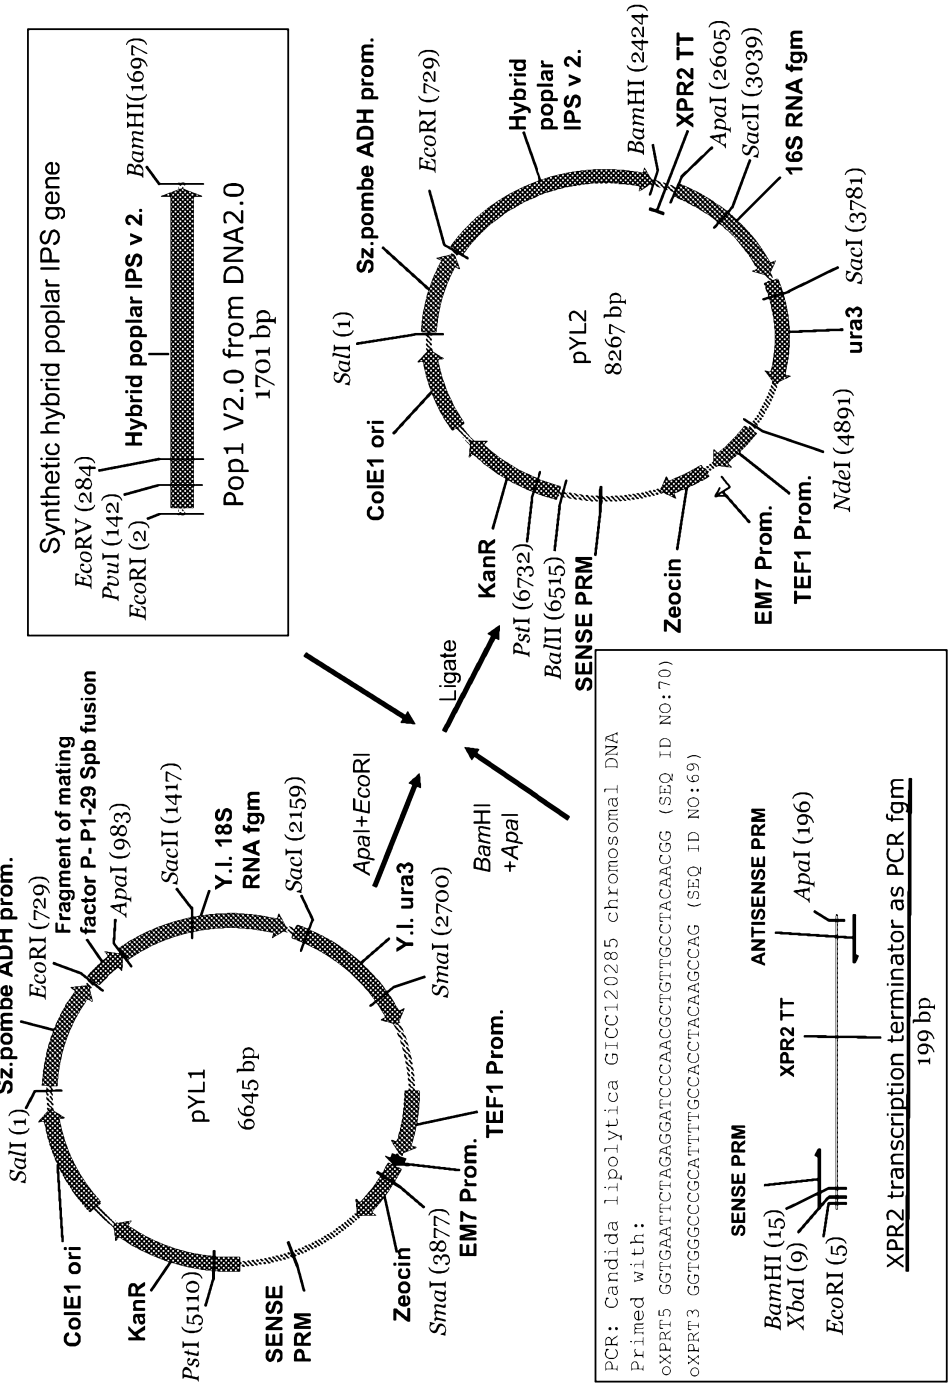 Synthetic hybrid poplar IPS gene
EcoRV (284)
PvuI (142)
EcoRI (2)
Hybrid poplar IPS v 2.
BamHI(1697)
Pop1 V2.0 from DNA2.0
1701 bp
Sz.pombe ADH prom.
EcoRI (729)
Fragment of mating
factor P- P1-29 Spb fusion
ApaI (983)
SacII (1417)
Y.l. 18S
RNA fgm
SacI (2159)
Y.l. ura3
SmaI (2700)
TEF1 Prom.
EM7 Prom.
SmaI (3877)
Zeocin
SENSE
PRM
PstI (5110)
KanR
ColE1 ori
SalI (1)
pYL1
6645 bp
ApaI+EcoRI
BamHI
+ApaI
Ligate
Sz.pombe ADH prom.
EcoRI (729)
Hybrid
poplar
IPS v 2.
BamHI (2424)
XPR2 TT
ApaI (2605)
SacII (3039)
16S RNA fgm
SacI (3781)
ura3
NdeI (4891)
TEF1 Prom.
EM7 Prom.
Zeocin
SENSE PRM
BalII (6515)
PstI (6732)
KanR
ColE1 ori
SalI (1)
pYL2
8267 bp
PCR: Candida lipolytica GICC120285 chromosomal DNA
Primed with:
oXPRT5 GGTGAATTCTAGAGGATCCCAACGCTGTTGCCTACAACGG (SEQ ID NO:70)
oXPRT3 GGTGGGCCCGCATTTTGCCACCTACAAGCCAG (SEQ ID NO:69)
SENSE PRM
BamHI (15)
XbaI (9)
EcoRI (5)
XPR2 TT
ANTISENSE PRM
ApaI (196)
XPR2 transcription terminator as PCR fgm
199 bp